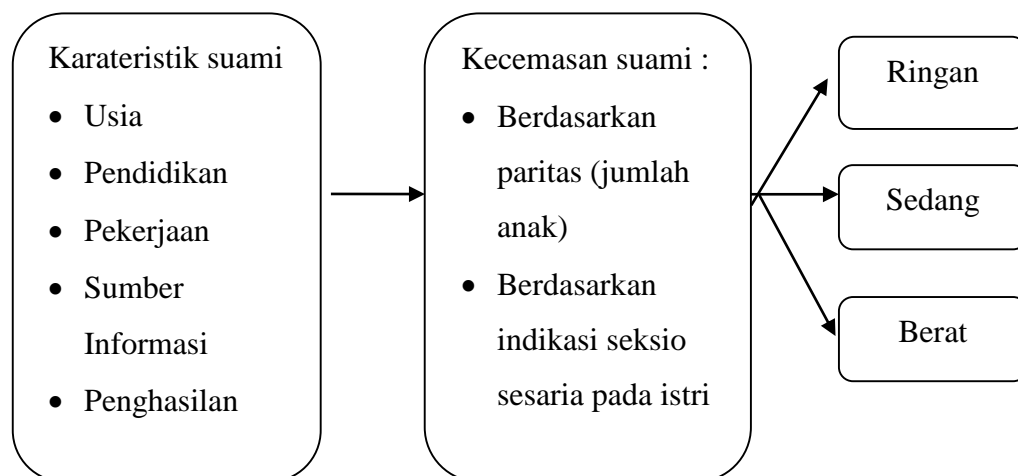 Karateristik suami
• Usia
• Pendidikan
• Pekerjaan
• Sumber
Informasi
• Penghasilan
Kecemasan suami :
• Berdasarkan
paritas (jumlah
anak)
• Berdasarkan
indikasi seksio
sesaria pada istri
Ringan
Sedang
Berat